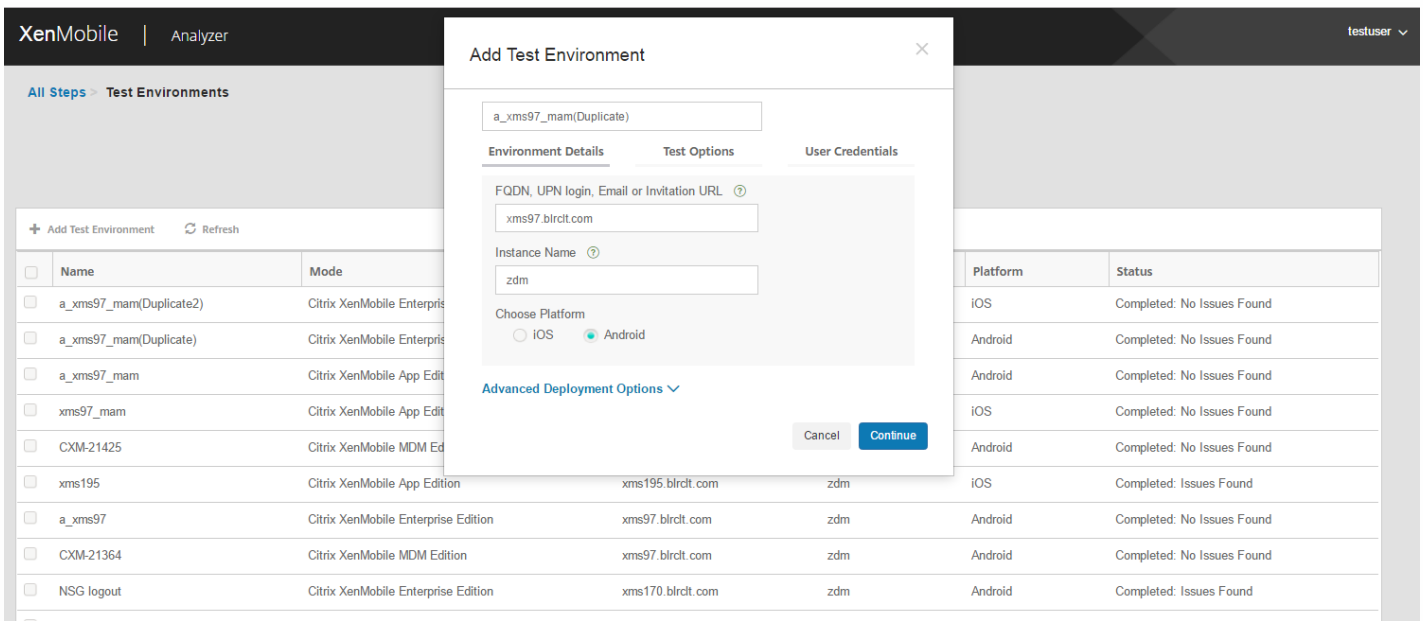 XenMobile | Analyzer
testuser
All Steps > Test Environments
Add Test Environment
a_xms97_mam(Duplicate)
Environment Details Test Options User Credentials
FQDN, UPN login, Email or Invitation URL ?
xms97.blrclt.com
Instance Name ?
zdm
Choose Platform
iOS Android
Advanced Deployment Options
Cancel Continue
+ Add Test Environment Refresh
Name Mode Platform Status
a_xms97_mam(Duplicate2) Citrix XenMobile Enterpris iOS Completed: No Issues Found
a_xms97_mam(Duplicate) Citrix XenMobile Enterpris Android Completed: No Issues Found
a_xms97_mam Citrix XenMobile App Edit Android Completed: No Issues Found
xms97_mam Citrix XenMobile App Edit iOS Completed: No Issues Found
CXM-21425 Citrix XenMobile MDM Ed Android Completed: No Issues Found
xms195 Citrix XenMobile App Edition xms195.blrclt.com zdm iOS Completed: Issues Found
a_xms97 Citrix XenMobile Enterprise Edition xms97.blrclt.com zdm Android Completed: No Issues Found
CXM-21364 Citrix XenMobile MDM Edition xms97.blrclt.com zdm Android Completed: No Issues Found
NSG logout Citrix XenMobile Enterprise Edition xms170.blrclt.com zdm Android Completed: Issues Found